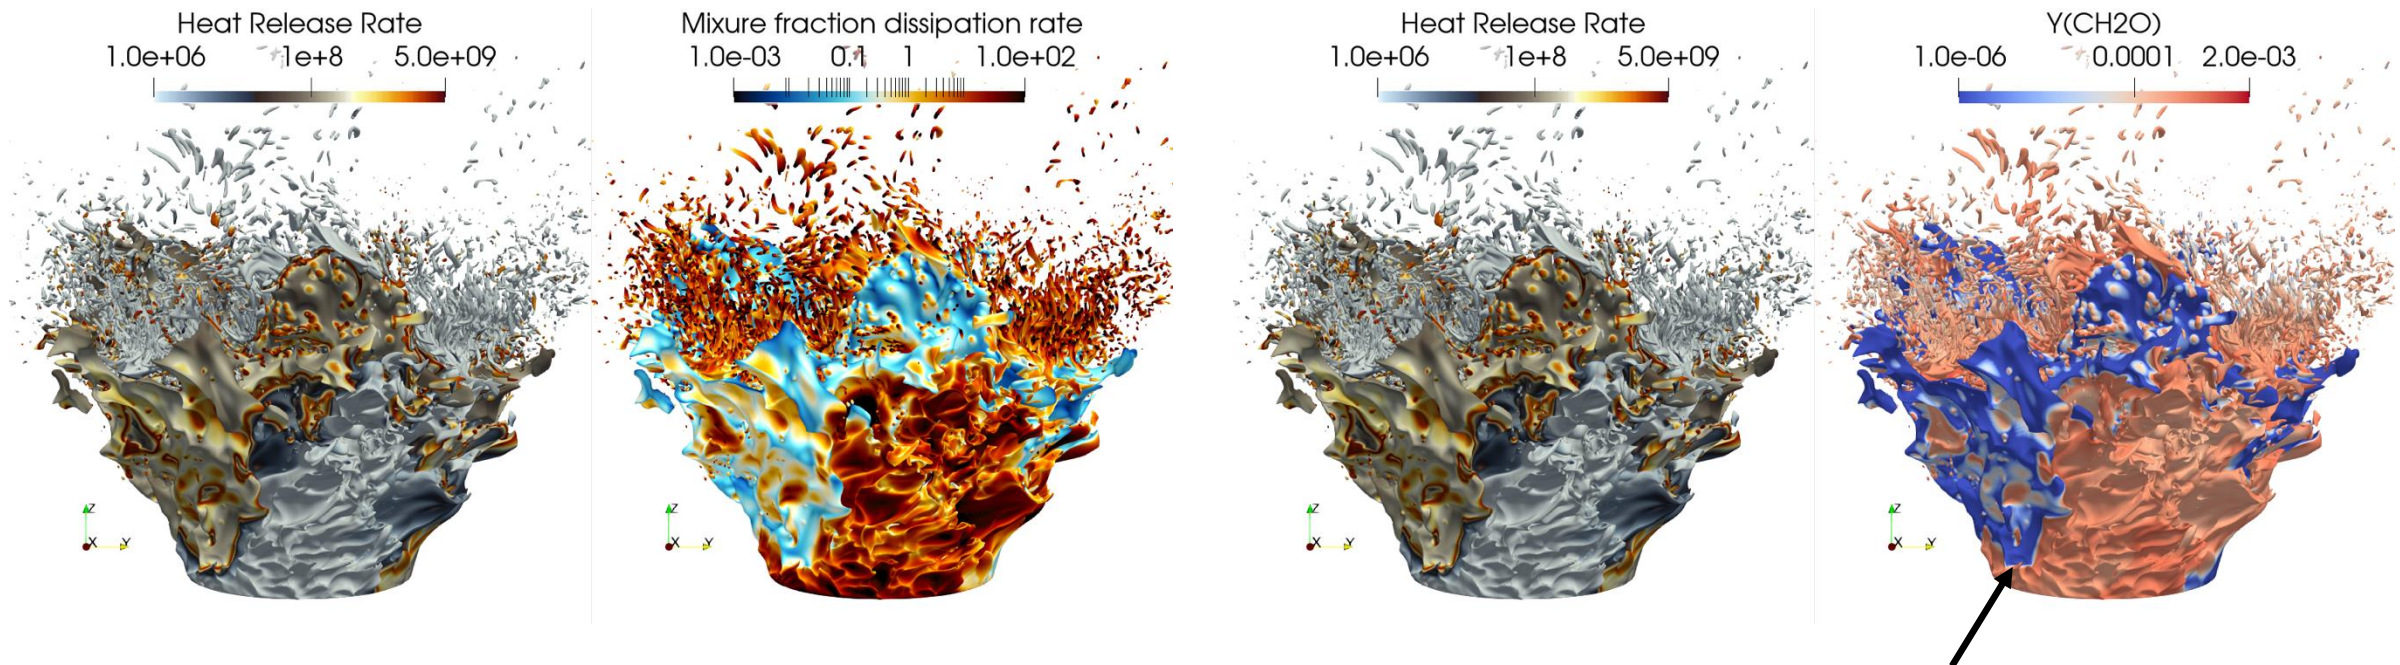 Heat Release Rate
1.0e+06 1e+8 5.0e+09
Z
X Y
Mixure fraction dissipation rate
1.0e-03 0.1 1 1.0e+02
Z
X Y
Heat Release Rate
1.0e+06 1e+8 5.0e+09
Z
X Y
Y(CH2O)
1.0e-06 0.0001 2.0e-03
Z
X Y